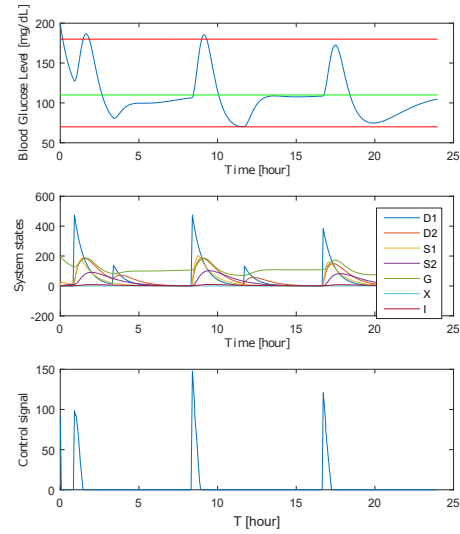 200
150
100
50
Blood Glucose Level [mg/dL]
0 5 10 15 20 25
Time [hour]
600
400
200
0
-200
System states
D1
D2
S1
S2
G
X
I
0 5 10 15 20 25
Time [hour]
150
100
50
0
Control signal
0 5 10 15 20 25
T [hour]